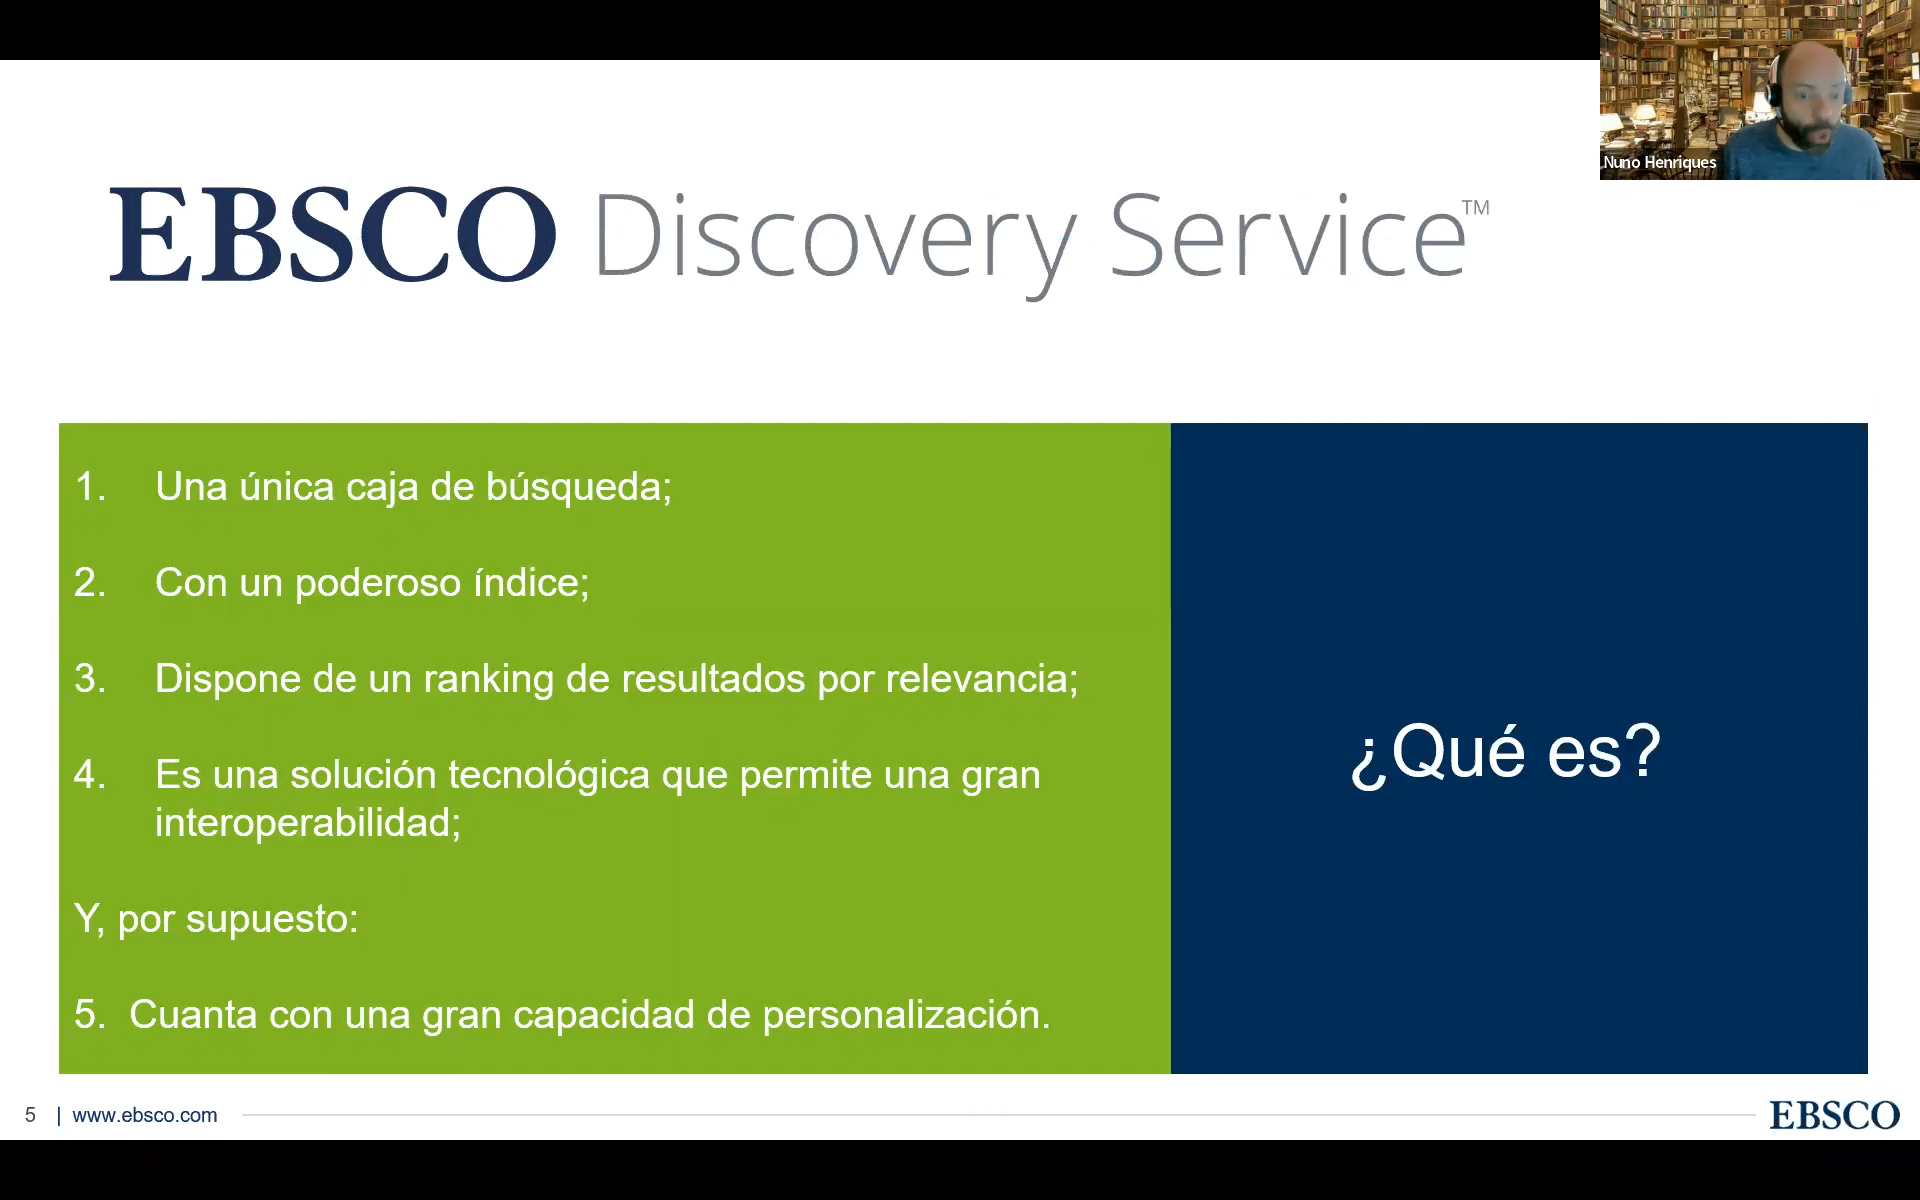 Nuno Henriques
EBSCO Discovery Service™
1. Una única caja de búsqueda;
2. Con un poderoso índice;
3. Dispone de un ranking de resultados por relevancia;
4. Es una solución tecnológica que permite una gran
interoperabilidad;
Y, por supuesto:
5. Cuanta con una gran capacidad de personalización.
¿Qué es?
5 | www.ebsco.com
EBSCO